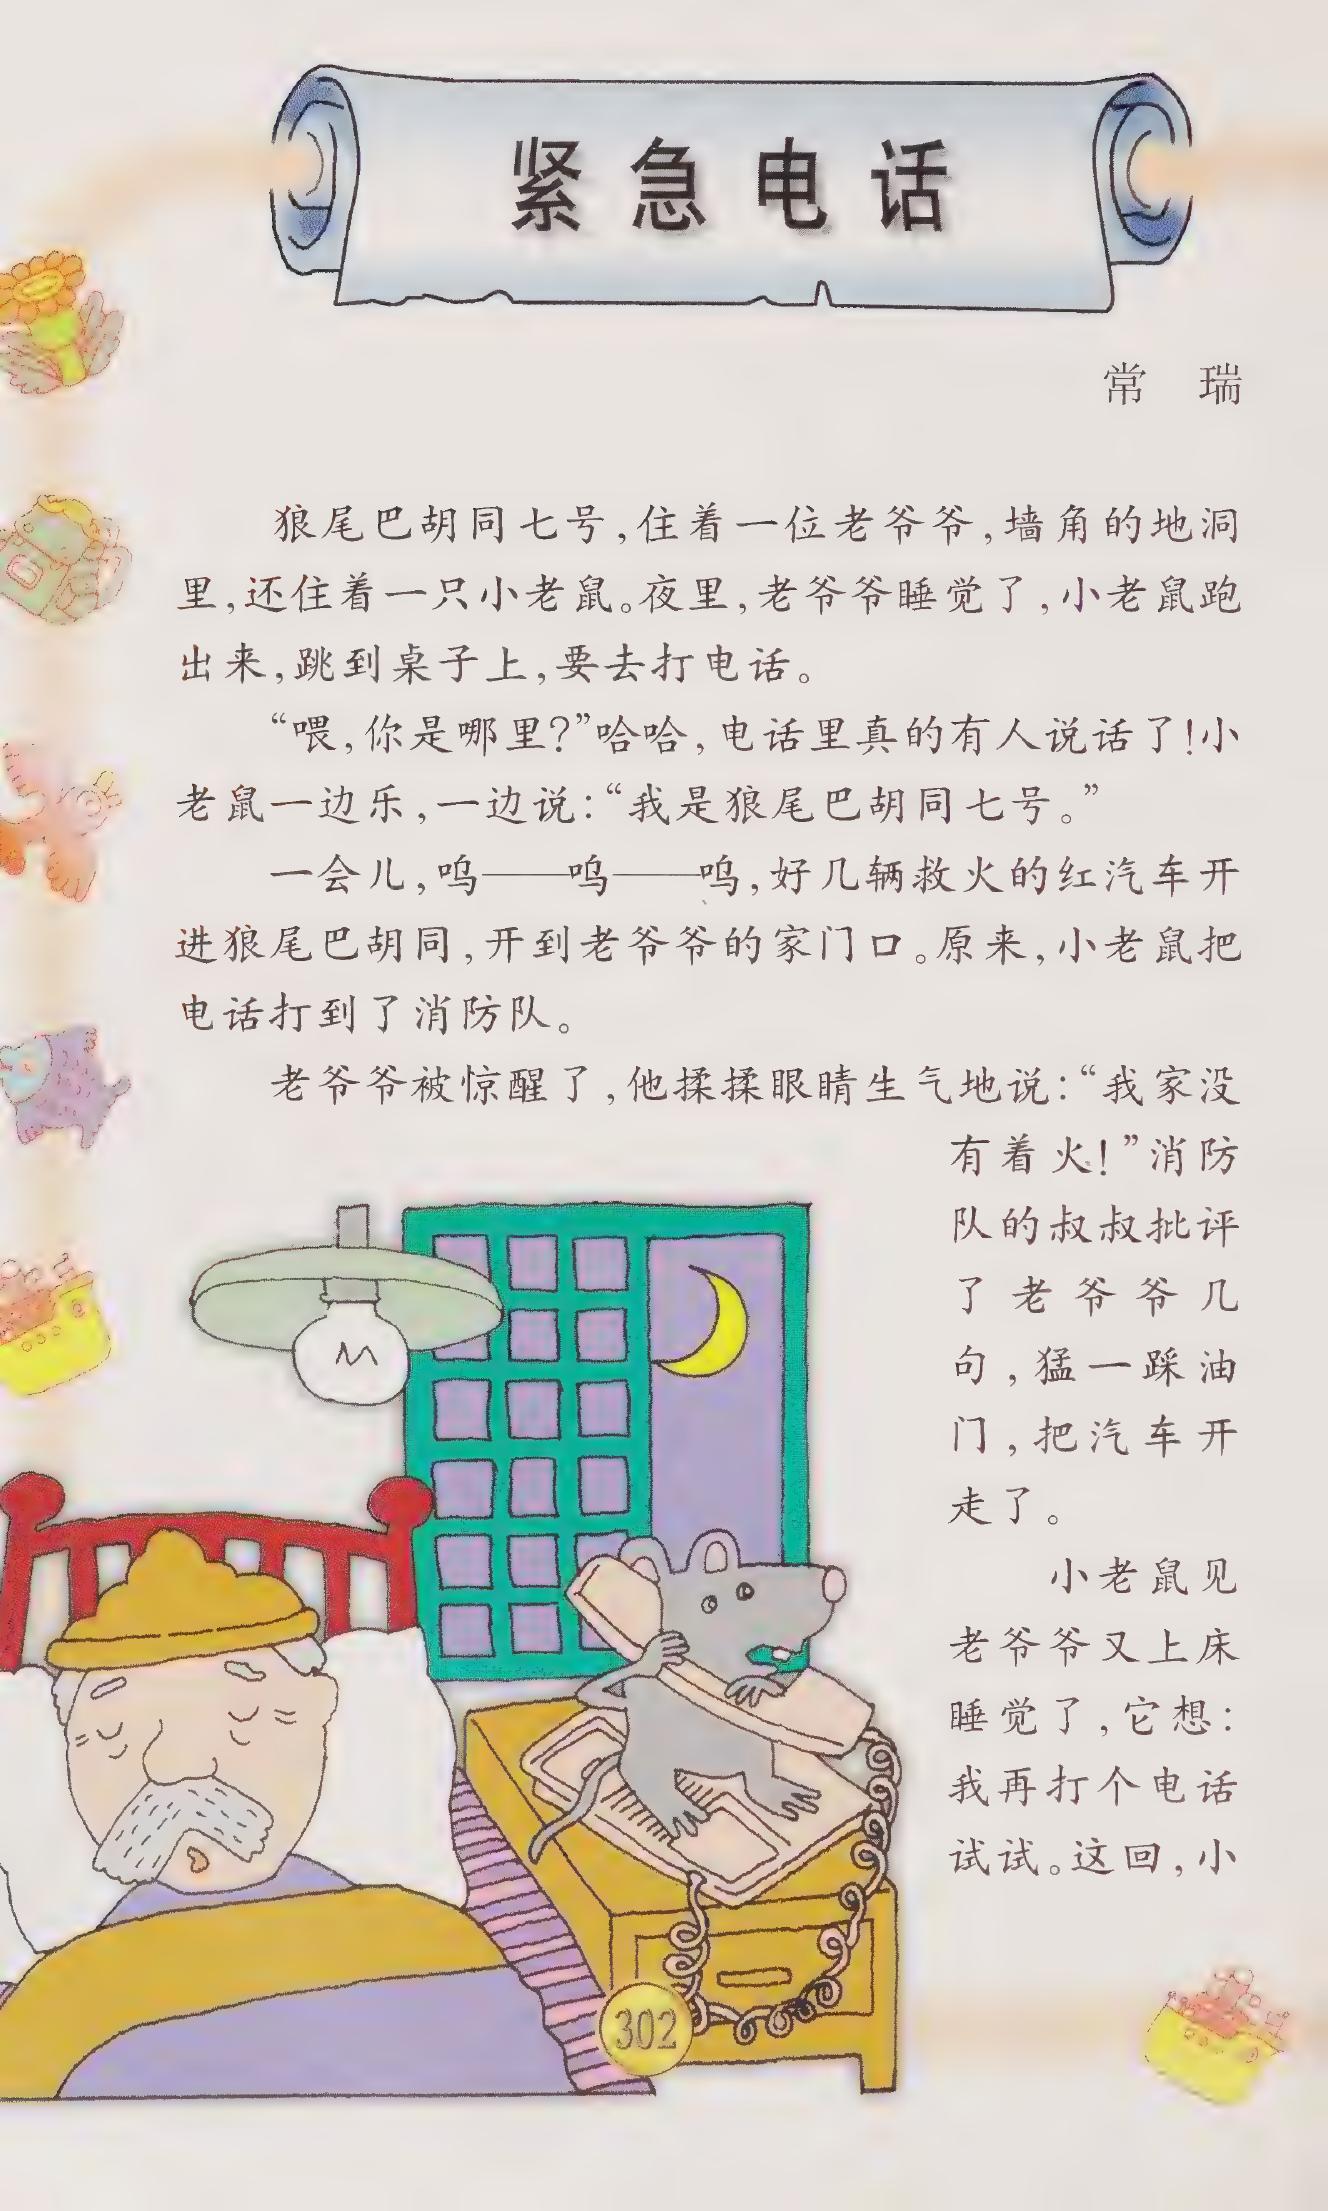 紧急电话
常 瑞
狼尾巴胡同七号,住着一位老爷爷,墙角的地洞
里,还住着一只小老鼠。夜里,老爷爷睡觉了,小老鼠跑
出来,跳到桌子上,要去打电话。
“喂,你是哪里?”哈哈,电话里真的有人说话了!小
老鼠一边乐,一边说:“我是狼尾巴胡同七号。”
一会儿,呜——呜——呜,好几辆救火的红汽车开
进狼尾巴胡同,开到老爷爷的家门口。原来,小老鼠把
电话打到了消防队。
老爷爷被惊醒了,他揉揉眼睛生气地说:“我家没
有着火!”消防
队的叔叔批评
了老爷爷几
句,猛一踩油
门,把汽车开
走了。
小老鼠见
老爷爷又上床
睡觉了,它想:
我再打个电话
试试。这回,小
302